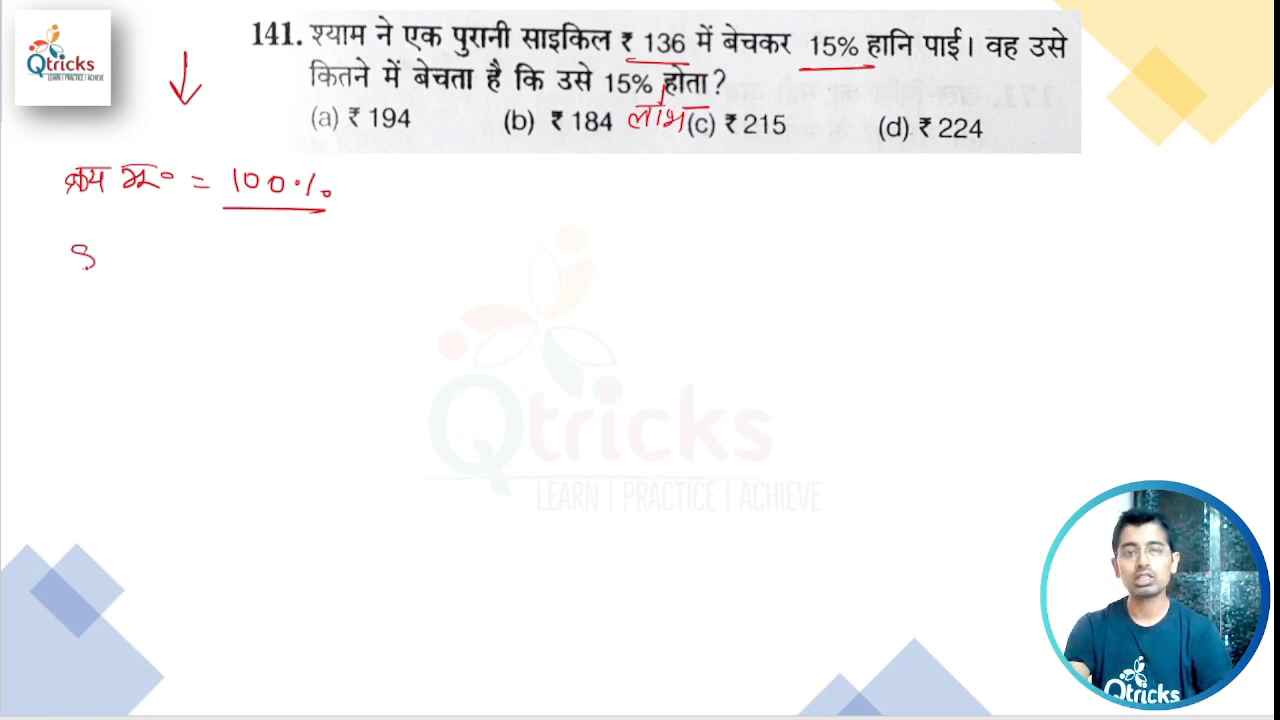 Qtricks
LEARN | PRACTICE | ACHIEVE
141. श्याम ने एक पुरानी साइकिल ₹ 136 में बेचकर 15% हानि पाई। वह उसे
कितने में बेचता है कि उसे 15% होता?
लाभ
(a) ₹ 194 (b) ₹ 184 (c) ₹ 215 (d) ₹ 224
क्रय मू० = 100%
Qtricks
LEARN | PRACTICE | ACHIEVE
Qtricks